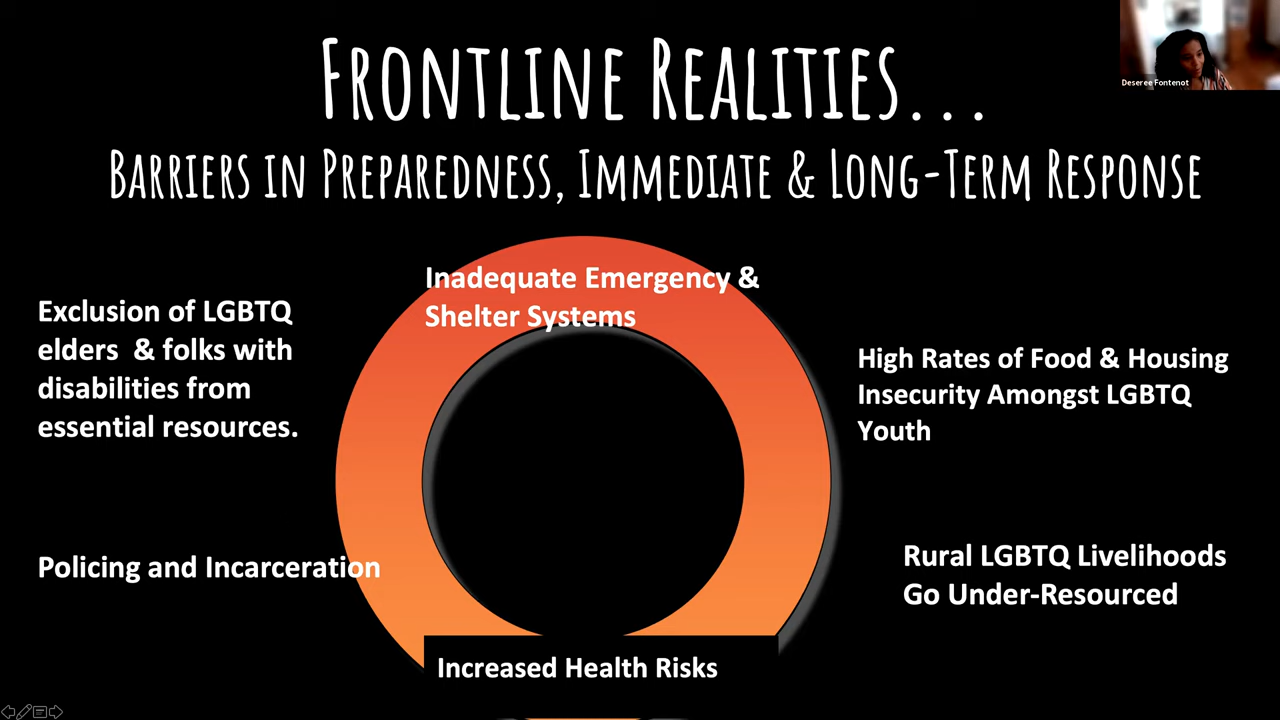 Frontline Realities...
Barriers in Preparedness, Immediate & Long-Term Response
Deseree Fontenot
Inadequate Emergency &
Shelter Systems
Exclusion of LGBTQ
elders & folks with
disabilities from
essential resources.
High Rates of Food & Housing
Insecurity Amongst LGBTQ
Youth
Policing and Incarceration
Rural LGBTQ Livelihoods
Go Under-Resourced
Increased Health Risks